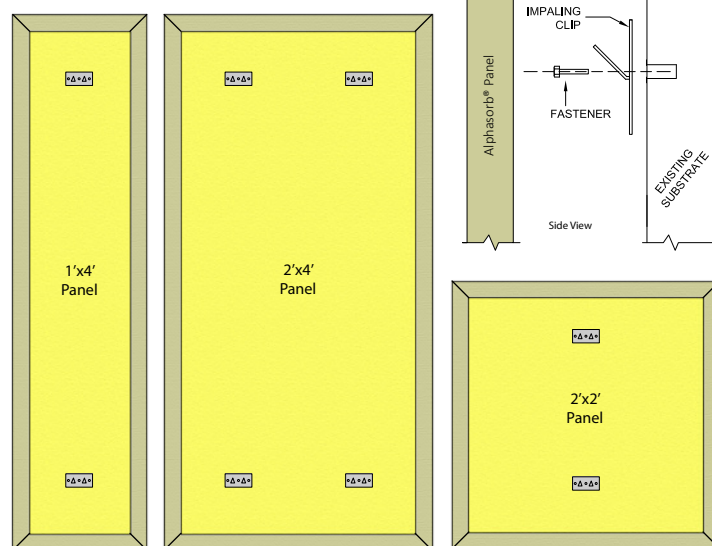 IMPALING
CLIP
Alphasorb® Panel
FASTENER
EXISTING
SUBSTRATE
Side View
1'x4'
Panel
2'x4'
Panel
2'x2'
Panel